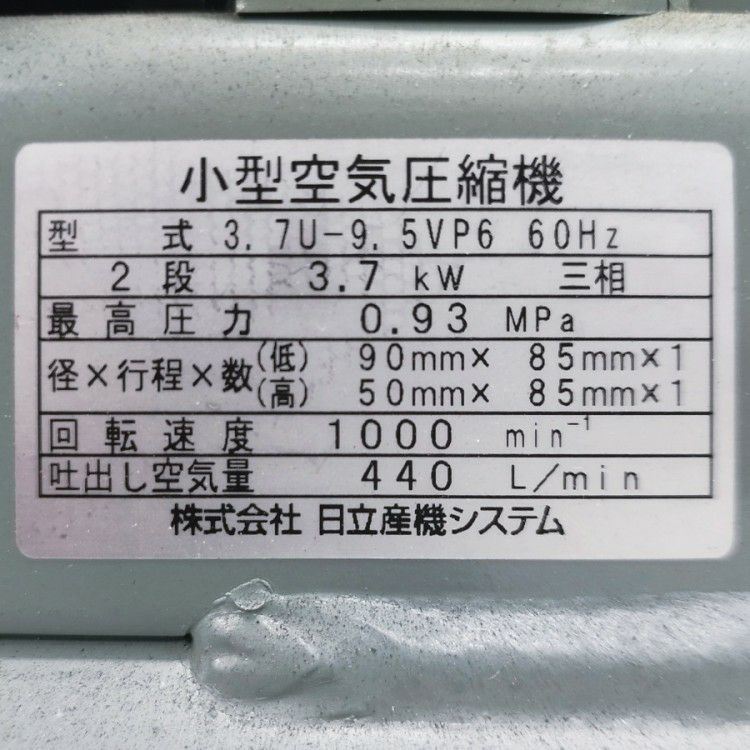 小型空気圧縮機
型 式 3.7U-9.5VP6 60Hz
2段 3.7 kW 三相
最高圧力 0.93 MPa
径×行程×数 (低) 90mm× 85mm×1
(高) 50mm× 85mm×1
回転速度 1000 min⁻¹
吐出し空気量 440 L/min
株式会社 日立産機システム